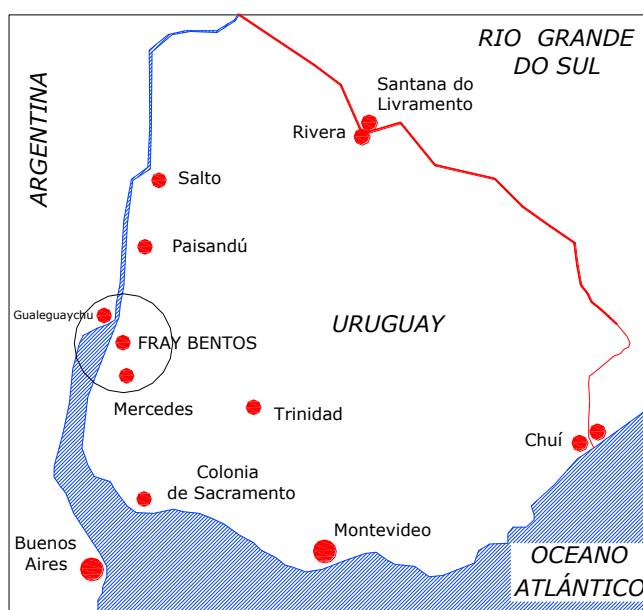 RIO GRANDE
DO SUL
Santana do
Livramento
Rivera
ARGENTINA
Salto
Paisandú
Gualeguaychu
URUGUAY
FRAY BENTOS
Mercedes
Trinidad
Chuí
Colonia
de Sacramento
Montevideo
Buenos
Aires
OCEANO
ATLÁNTICO